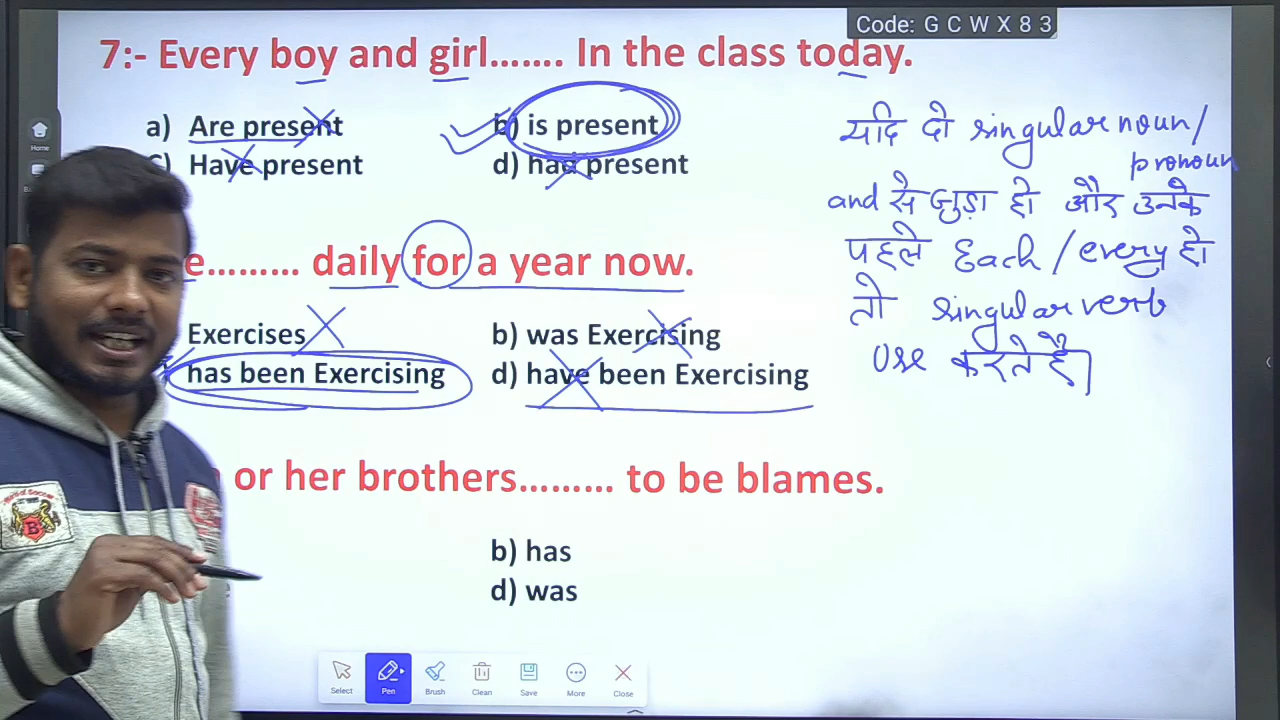 Code: G C W X 8 3
7:- Every boy and girl……. In the class today.
a) Are present
b) is present
Have present
d) had present
यदि दो singular noun/
pronoun
and से जुड़ा हो और उनके
पहले Each/every हो
तो singular verb
use करते है।
e……… daily for a year now.
Exercises
b) was Exercising
has been Exercising
d) have been Exercising
or her brothers……… to be blames.
b) has
d) was
Home
Select
Pen
Brush
Clean
Save
More
Close